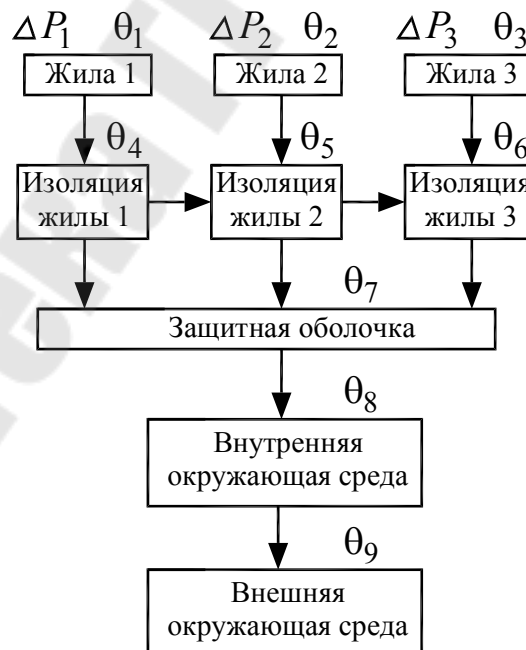 ΔP₁ θ₁ ΔP₂ θ₂ ΔP₃ θ₃
Жила 1 Жила 2 Жила 3
θ₄ θ₅ θ₆
Изоляция жилы 1 Изоляция жилы 2 Изоляция жилы 3
θ₇
Защитная оболочка
θ₈
Внутренняя
окружающая среда
θ₉
Внешняя
окружающая среда